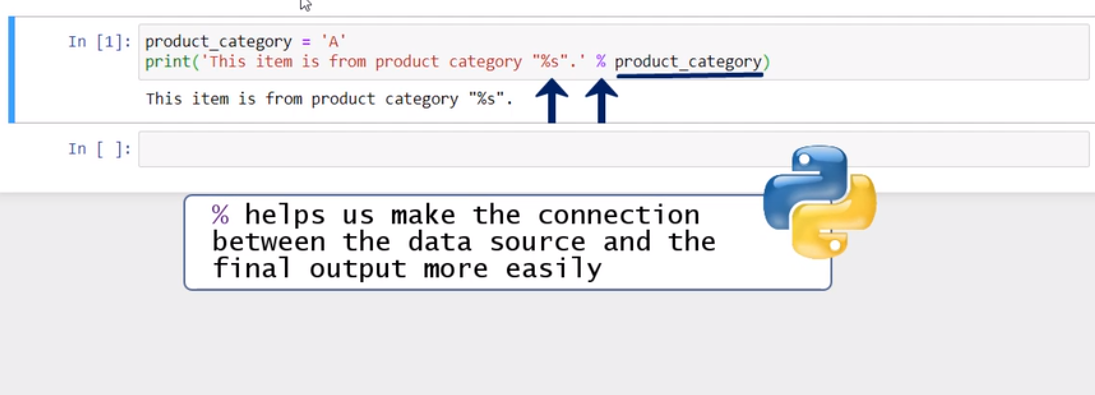 In [1]: product_category = 'A'
print('This item is from product category "%s".' % product_category)
This item is from product category "%s".
In [ ]:
% helps us make the connection
between the data source and the
final output more easily